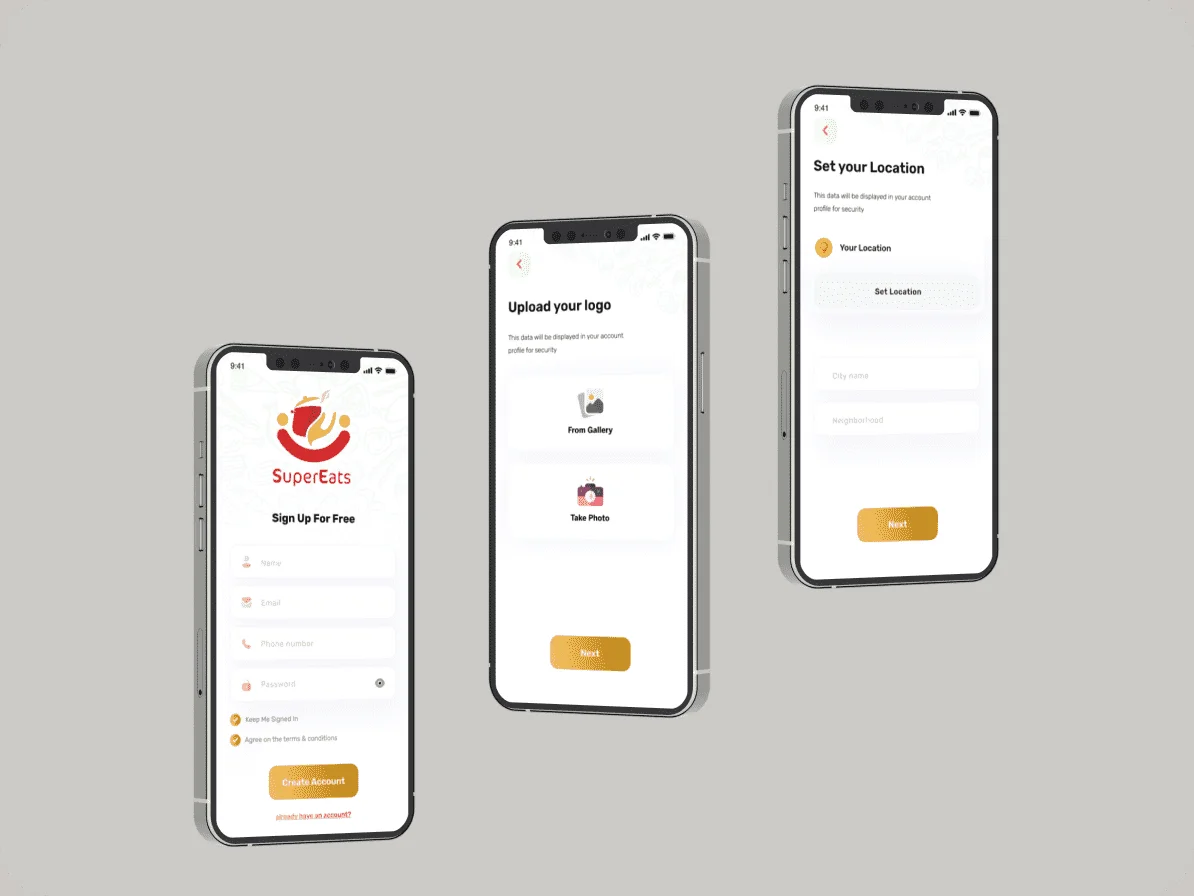 9:41
SuperEats
Sign Up For Free
Name
Email
Phone number
Password
Keep Me Signed In
Agree on the terms & conditions
Create Account
already have an account?
9:41
Upload your logo
This data will be displayed in your account
profile for security
From Gallery
Take Photo
Next
9:41
Set your Location
This data will be displayed in your account
profile for security
Your Location
Set Location
City name
Neighborhood
Next